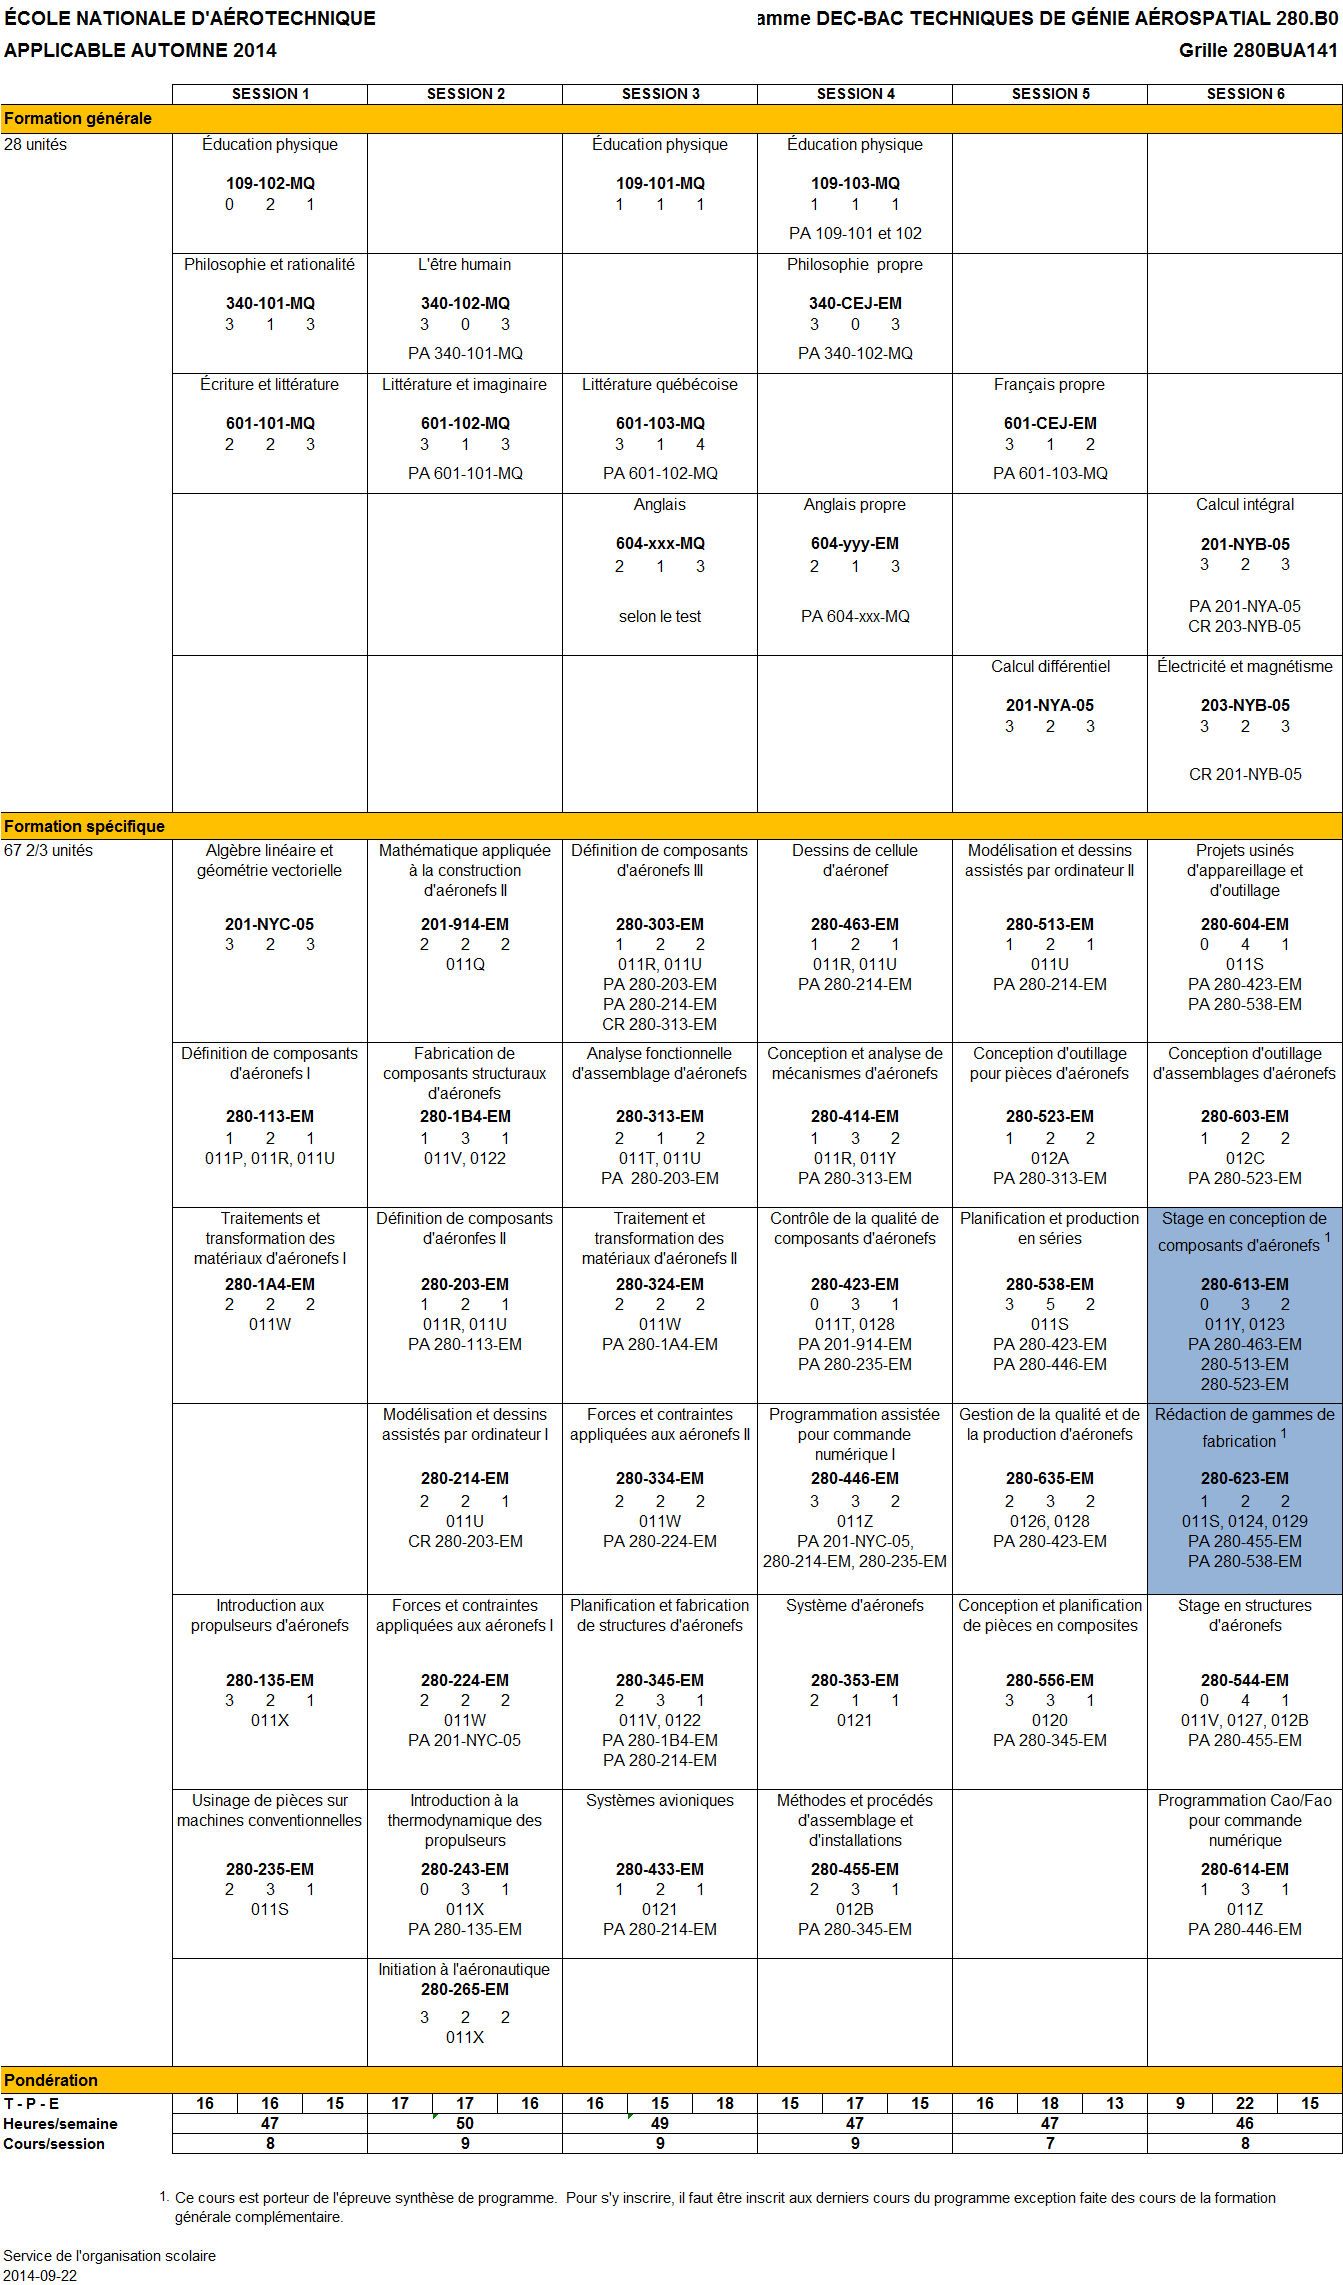 ÉCOLE NATIONALE D'AÉROTECHNIQUE
amme DEC-BAC TECHNIQUES DE GÉNIE AÉROSPATIAL 280.B0
APPLICABLE AUTOMNE 2014
Grille 280BUA141
SESSION 1 SESSION 2 SESSION 3 SESSION 4 SESSION 5 SESSION 6
Formation générale
28 unités
Éducation physique
109-102-MQ
0 2 1
Éducation physique
109-101-MQ
1 1 1
Éducation physique
109-103-MQ
1 1 1
PA 109-101 et 102
Philosophie et rationalité
340-101-MQ
3 1 3
L'être humain
340-102-MQ
3 0 3
PA 340-101-MQ
Philosophie  propre
340-CEJ-EM
3 0 3
PA 340-102-MQ
Écriture et littérature
601-101-MQ
2 2 3
Littérature et imaginaire
601-102-MQ
3 1 3
PA 601-101-MQ
Littérature québécoise
601-103-MQ
3 1 4
PA 601-102-MQ
Français propre
601-CEJ-EM
3 1 2
PA 601-103-MQ
Anglais
604-xxx-MQ
2 1 3
selon le test
Anglais propre
604-yyy-EM
2 1 3
PA 604-xxx-MQ
Calcul intégral
201-NYB-05
3 2 3
PA 201-NYA-05
CR 203-NYB-05
Calcul différentiel
201-NYA-05
3 2 3
Électricité et magnétisme
203-NYB-05
3 2 3
CR 201-NYB-05
Formation spécifique
67 2/3 unités
Algèbre linéaire et
géométrie vectorielle
201-NYC-05
3 2 3
Mathématique appliquée
à la construction
d'aéronefs II
201-914-EM
2 2 2
011Q
Définition de composants
d'aéronefs III
280-303-EM
1 2 2
011R, 011U
PA 280-203-EM
PA 280-214-EM
CR 280-313-EM
Dessins de cellule
d'aéronef
280-463-EM
1 2 1
011R, 011U
PA 280-214-EM
Modélisation et dessins
assistés par ordinateur II
280-513-EM
1 2 1
011U
PA 280-214-EM
Projets usinés
d'appareillage et
d'outillage
280-604-EM
0 4 1
011S
PA 280-423-EM
PA 280-538-EM
Définition de composants
d'aéronefs I
280-113-EM
1 2 1
011P, 011R, 011U
Fabrication de
composants structuraux
d'aéronefs
280-1B4-EM
1 3 1
011V, 0122
Analyse fonctionnelle
d'assemblage d'aéronefs
280-313-EM
2 1 2
011T, 011U
PA  280-203-EM
Conception et analyse de
mécanismes d'aéronefs
280-414-EM
1 3 2
011R, 011Y
PA 280-313-EM
Conception d'outillage
pour pièces d'aéronefs
280-523-EM
1 2 2
012A
PA 280-313-EM
Conception d'outillage
d'assemblages d'aéronefs
280-603-EM
1 2 2
012C
PA 280-523-EM
Traitements et
transformation des
matériaux d'aéronefs I
280-1A4-EM
2 2 2
011W
Définition de composants
d'aéronfes II
280-203-EM
1 2 1
011R, 011U
PA 280-113-EM
Traitement et
transformation des
matériaux d'aéronefs II
280-324-EM
2 2 2
011W
PA 280-1A4-EM
Contrôle de la qualité de
composants d'aéronefs
280-423-EM
0 3 1
011T, 0128
PA 201-914-EM
PA 280-235-EM
Planification et production
en séries
280-538-EM
3 5 2
011S
PA 280-423-EM
PA 280-446-EM
Stage en conception de
composants d'aéronefs 1
280-613-EM
0 3 2
011Y, 0123
PA 280-463-EM
280-513-EM
280-523-EM
Modélisation et dessins
assistés par ordinateur I
280-214-EM
2 2 1
011U
CR 280-203-EM
Forces et contraintes
appliquées aux aéronefs II
280-334-EM
2 2 2
011W
PA 280-224-EM
Programmation assistée
pour commande
numérique I
280-446-EM
3 3 2
011Z
PA 201-NYC-05,
280-214-EM, 280-235-EM
Gestion de la qualité et de
la production d'aéronefs
280-635-EM
2 3 2
0126, 0128
PA 280-423-EM
Rédaction de gammes de
fabrication 1
280-623-EM
1 2 2
011S, 0124, 0129
PA 280-455-EM
PA 280-538-EM
Introduction aux
propulseurs d'aéronefs
280-135-EM
3 2 1
011X
Forces et contraintes
appliquées aux aéronefs I
280-224-EM
2 2 2
011W
PA 201-NYC-05
Planification et fabrication
de structures d'aéronefs
280-345-EM
2 3 1
011V, 0122
PA 280-1B4-EM
PA 280-214-EM
Système d'aéronefs
280-353-EM
2 1 1
0121
Conception et planification
de pièces en composites
280-556-EM
3 3 1
0120
PA 280-345-EM
Stage en structures
d'aéronefs
280-544-EM
0 4 1
011V, 0127, 012B
PA 280-455-EM
Usinage de pièces sur
machines conventionnelles
280-235-EM
2 3 1
011S
Introduction à la
thermodynamique des
propulseurs
280-243-EM
0 3 1
011X
PA 280-135-EM
Systèmes avioniques
280-433-EM
1 2 1
0121
PA 280-214-EM
Méthodes et procédés
d'assemblage et
d'installations
280-455-EM
2 3 1
012B
PA 280-345-EM
Programmation Cao/Fao
pour commande
numérique
280-614-EM
1 3 1
011Z
PA 280-446-EM
Initiation à l'aéronautique
280-265-EM
3 2 2
011X
Pondération
T - P - E 16 16 15 17 17 16 16 15 18 15 17 15 16 18 13 9 22 15
Heures/semaine 47 50 49 47 47 46
Cours/session 8 9 9 9 7 8
1. Ce cours est porteur de l'épreuve synthèse de programme.  Pour s'y inscrire, il faut être inscrit aux derniers cours du programme exception faite des cours de la formation
générale complémentaire.
Service de l'organisation scolaire
2014-09-22